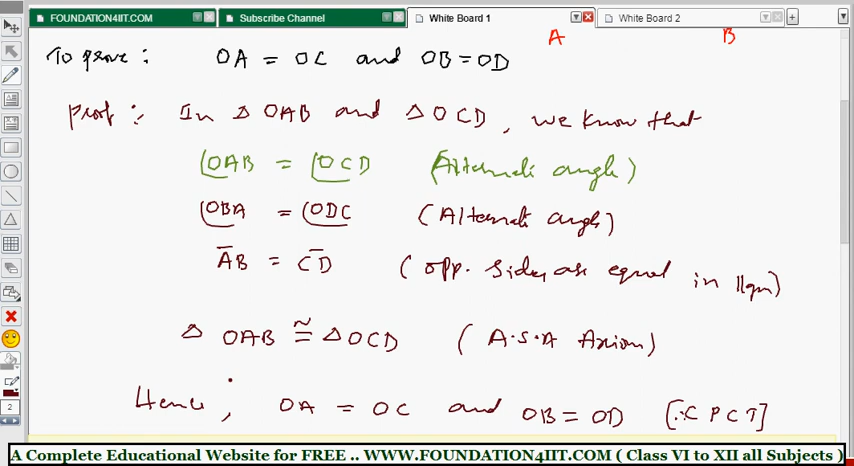 FOUNDATION4IIT.COM Subscribe Channel White Board 1 White Board 2
A B
To prove : OA = OC and OB = OD
Proof : In △ OAB and △ OCD, we know that
∠OAB = ∠OCD (Alternate angle)
∠OBA = ∠ODC (Alternate angle)
A̅B = CD̅ (opp. sides are equal in ||gm)
△ OAB ≅ △ OCD (A.S.A Axiom)
Hence ; OA = OC and OB = OD [∴ C P C T]
2
A Complete Educational Website for FREE .. WWW.FOUNDATION4IIT.COM ( Class VI to XII all Subjects )